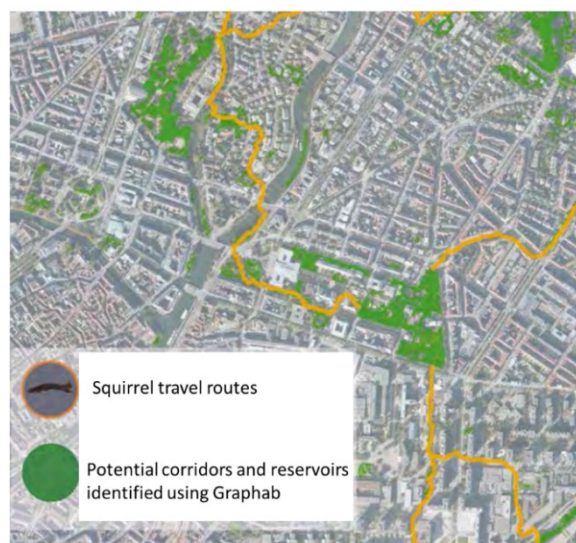 Squirrel travel routes
Potential corridors and reservoirs
identified using Graphab